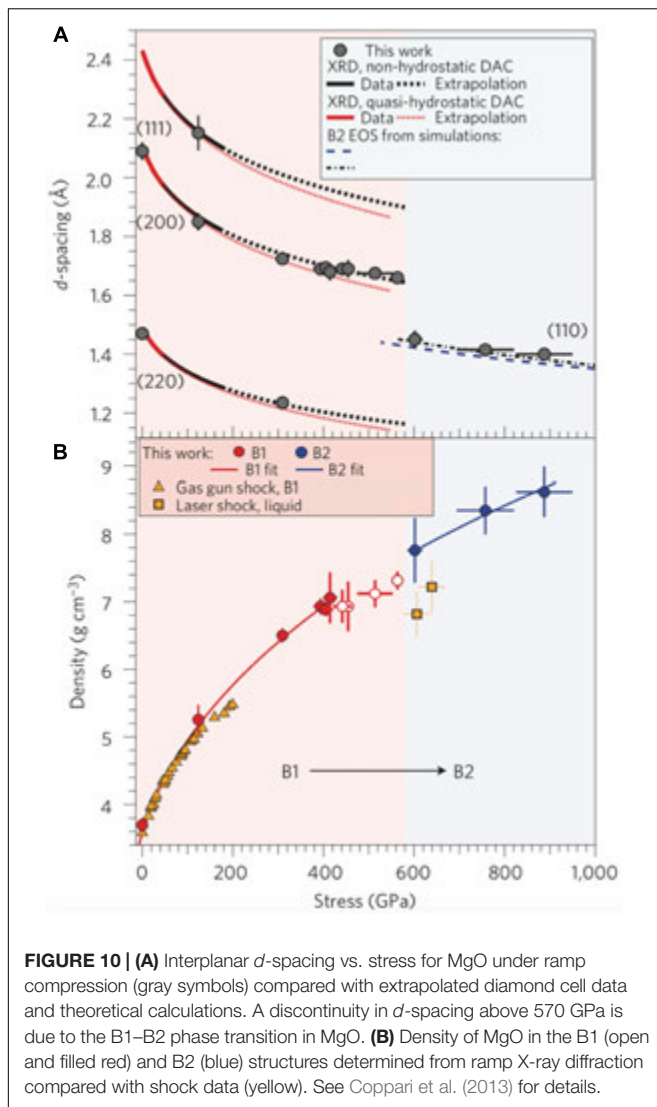 A
This work
XRD, non-hydrostatic DAC
Data Extrapolation
XRD, quasi-hydrostatic DAC
Data Extrapolation
B2 EOS from simulations:
2.4
2.2
2.0
1.8
1.6
1.4
1.2
d-spacing (Å)
(111)
(200)
(220)
(110)
B
This work: B1 B2
B1 fit B2 fit
Gas gun shock, B1
Laser shock, liquid
9
8
7
6
5
4
Density (g cm⁻³)
B1 B2
0 200 400 600 800 1,000
Stress (GPa)
FIGURE 10 | (A) Interplanar d-spacing vs. stress for MgO under ramp
compression (gray symbols) compared with extrapolated diamond cell data
and theoretical calculations. A discontinuity in d-spacing above 570 GPa is
due to the B1–B2 phase transition in MgO. (B) Density of MgO in the B1 (open
and filled red) and B2 (blue) structures determined from ramp X-ray diffraction
compared with shock data (yellow). See Coppari et al. (2013) for details.